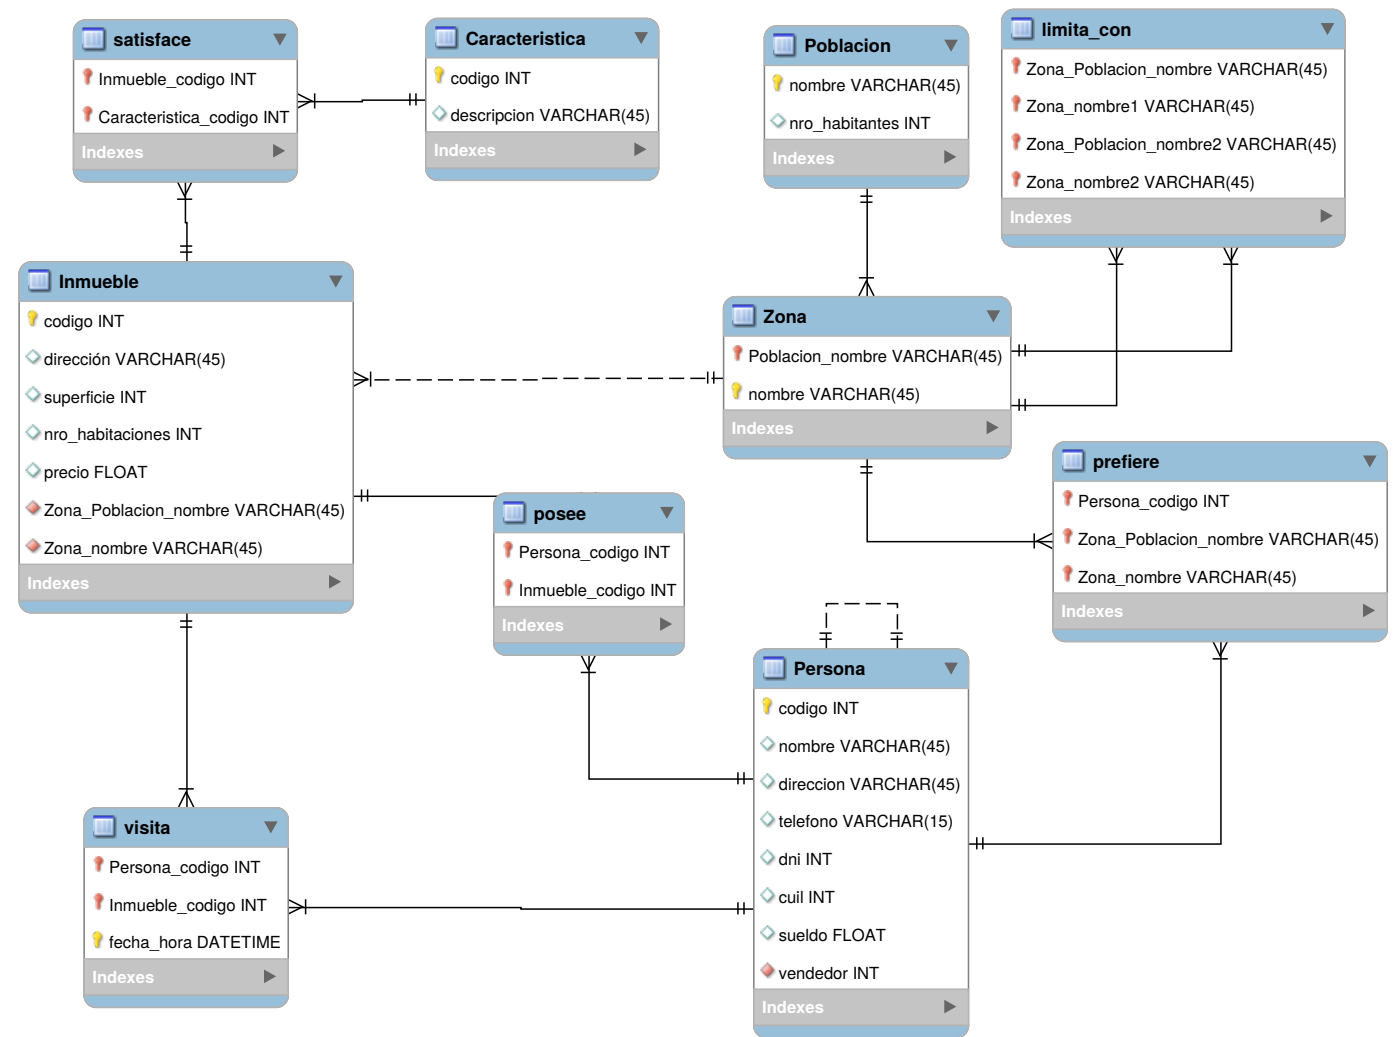 satisface
Inmueble_codigo INT
Caracteristica_codigo INT
Indexes
Caracteristica
codigo INT
descripcion VARCHAR(45)
Indexes
Poblacion
nombre VARCHAR(45)
nro_habitantes INT
Indexes
limita_con
Zona_Poblacion_nombre VARCHAR(45)
Zona_nombre1 VARCHAR(45)
Zona_Poblacion_nombre2 VARCHAR(45)
Zona_nombre2 VARCHAR(45)
Indexes
Inmueble
codigo INT
dirección VARCHAR(45)
superficie INT
nro_habitaciones INT
precio FLOAT
Zona_Poblacion_nombre VARCHAR(45)
Zona_nombre VARCHAR(45)
Indexes
Zona
Poblacion_nombre VARCHAR(45)
nombre VARCHAR(45)
Indexes
prefiere
Persona_codigo INT
Zona_Poblacion_nombre VARCHAR(45)
Zona_nombre VARCHAR(45)
Indexes
posee
Persona_codigo INT
Inmueble_codigo INT
Indexes
Persona
codigo INT
nombre VARCHAR(45)
direccion VARCHAR(45)
telefono VARCHAR(15)
dni INT
cuil INT
sueldo FLOAT
vendedor INT
Indexes
visita
Persona_codigo INT
Inmueble_codigo INT
fecha_hora DATETIME
Indexes